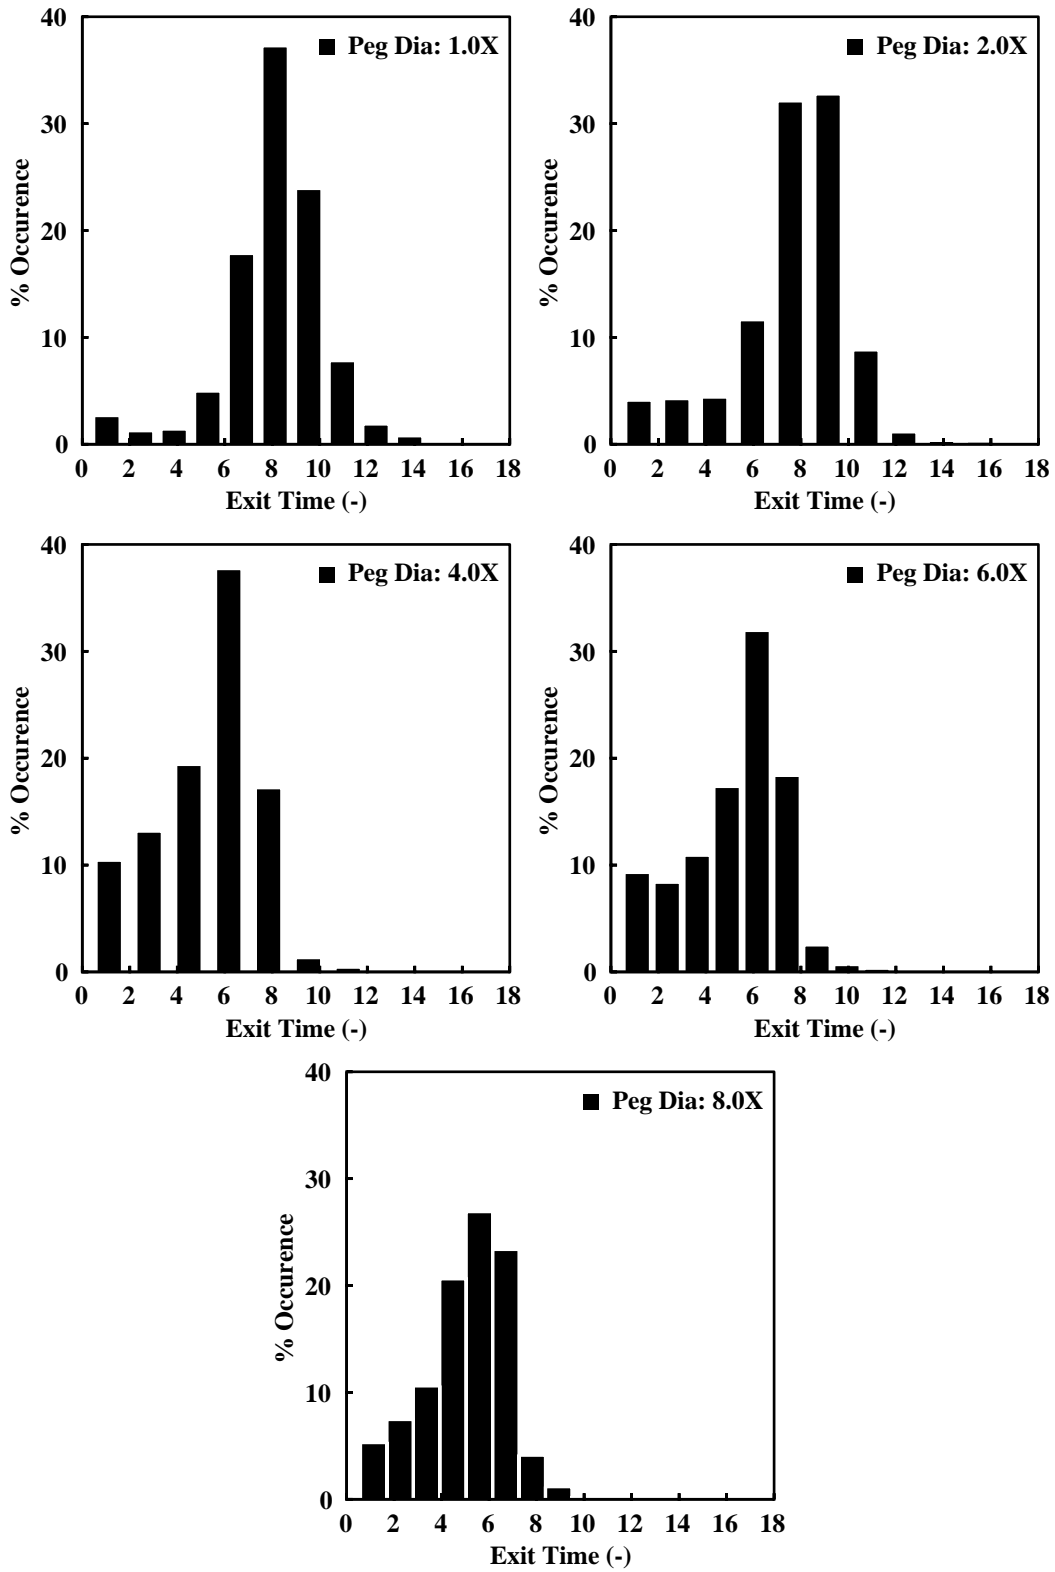 Peg Dia: 1.0X
% Occurence
40
30
20
10
0
0 2 4 6 8 10 12 14 16 18
Exit Time (-)
Peg Dia: 2.0X
% Occurence
40
30
20
10
0
0 2 4 6 8 10 12 14 16 18
Exit Time (-)
Peg Dia: 4.0X
% Occurence
40
30
20
10
0
0 2 4 6 8 10 12 14 16 18
Exit Time (-)
Peg Dia: 6.0X
% Occurence
40
30
20
10
0
0 2 4 6 8 10 12 14 16 18
Exit Time (-)
Peg Dia: 8.0X
% Occurence
40
30
20
10
0
0 2 4 6 8 10 12 14 16 18
Exit Time (-)